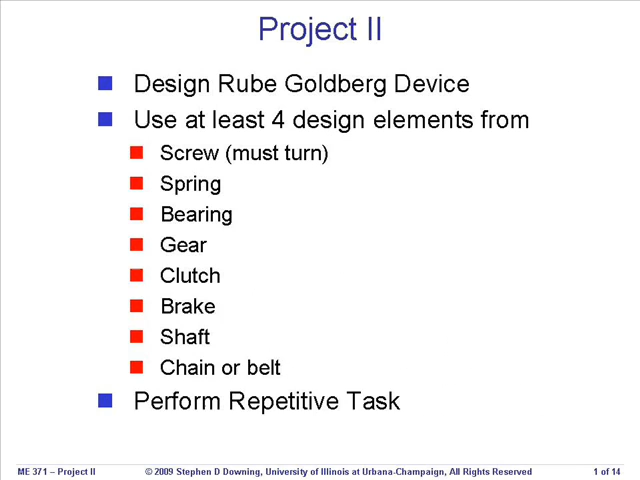 Project II
Design Rube Goldberg Device
Use at least 4 design elements from
Screw (must turn)
Spring
Bearing
Gear
Clutch
Brake
Shaft
Chain or belt
Perform Repetitive Task
ME 371 – Project II
© 2009 Stephen D Downing, University of Illinois at Urbana-Champaign, All Rights Reserved
1 of 14